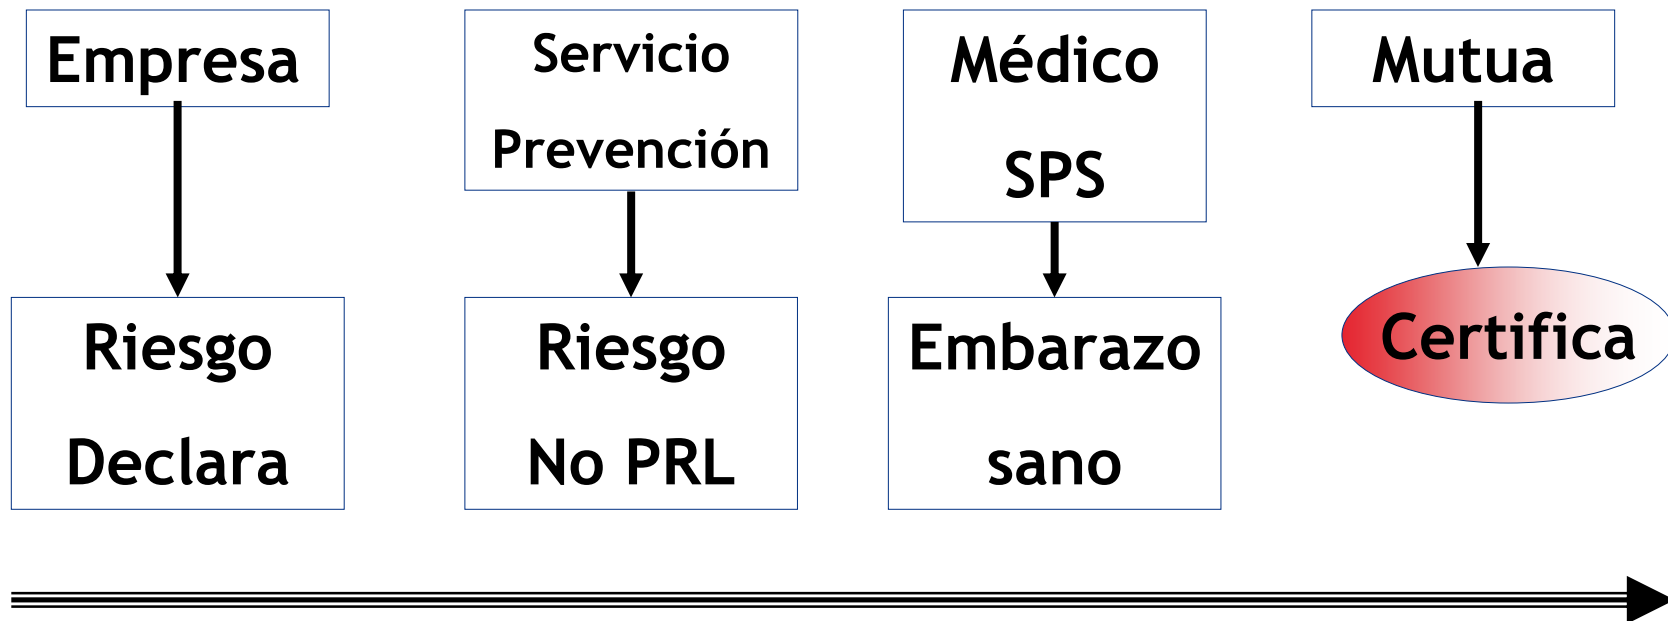 Empresa
Servicio
Prevención
Médico
SPS
Mutua
Riesgo
Declara
Riesgo
No PRL
Embarazo
sano
Certifica